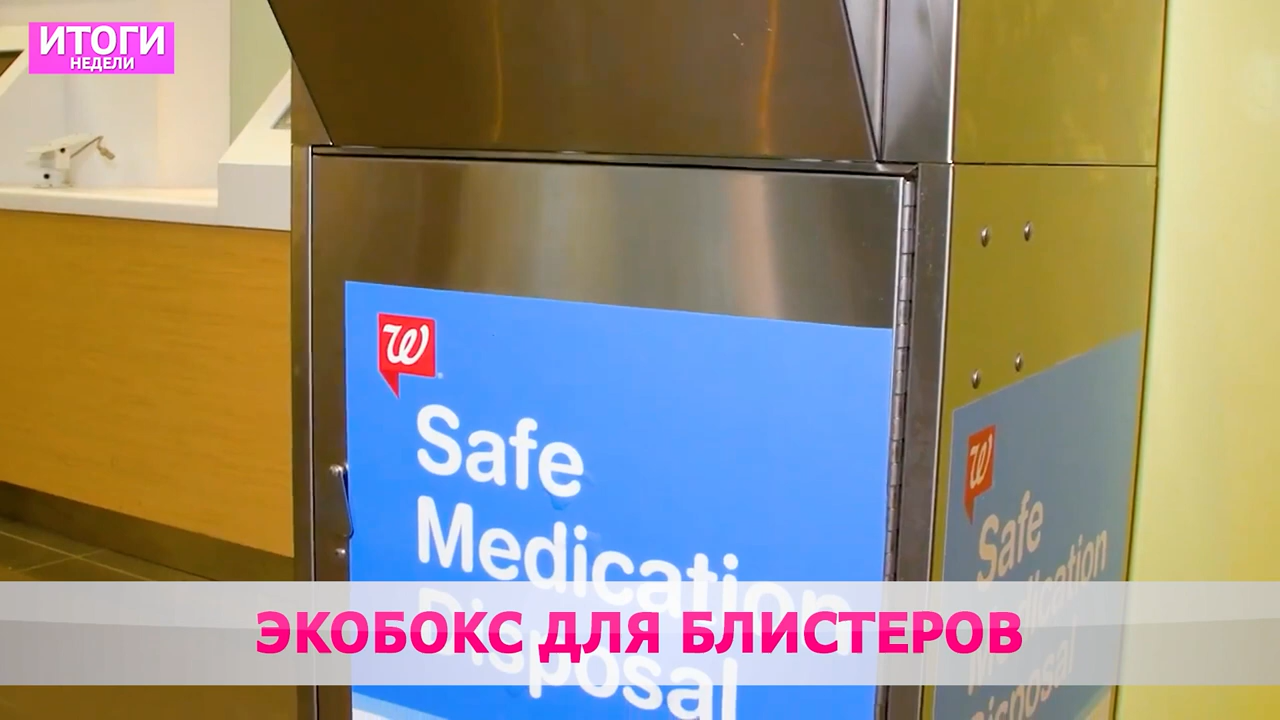 ИТОГИ
НЕДЕЛИ
W
Safe
Medication
Disposal
W
Safe
Medication
Disposal
ЭКОБОКС ДЛЯ БЛИСТЕРОВ